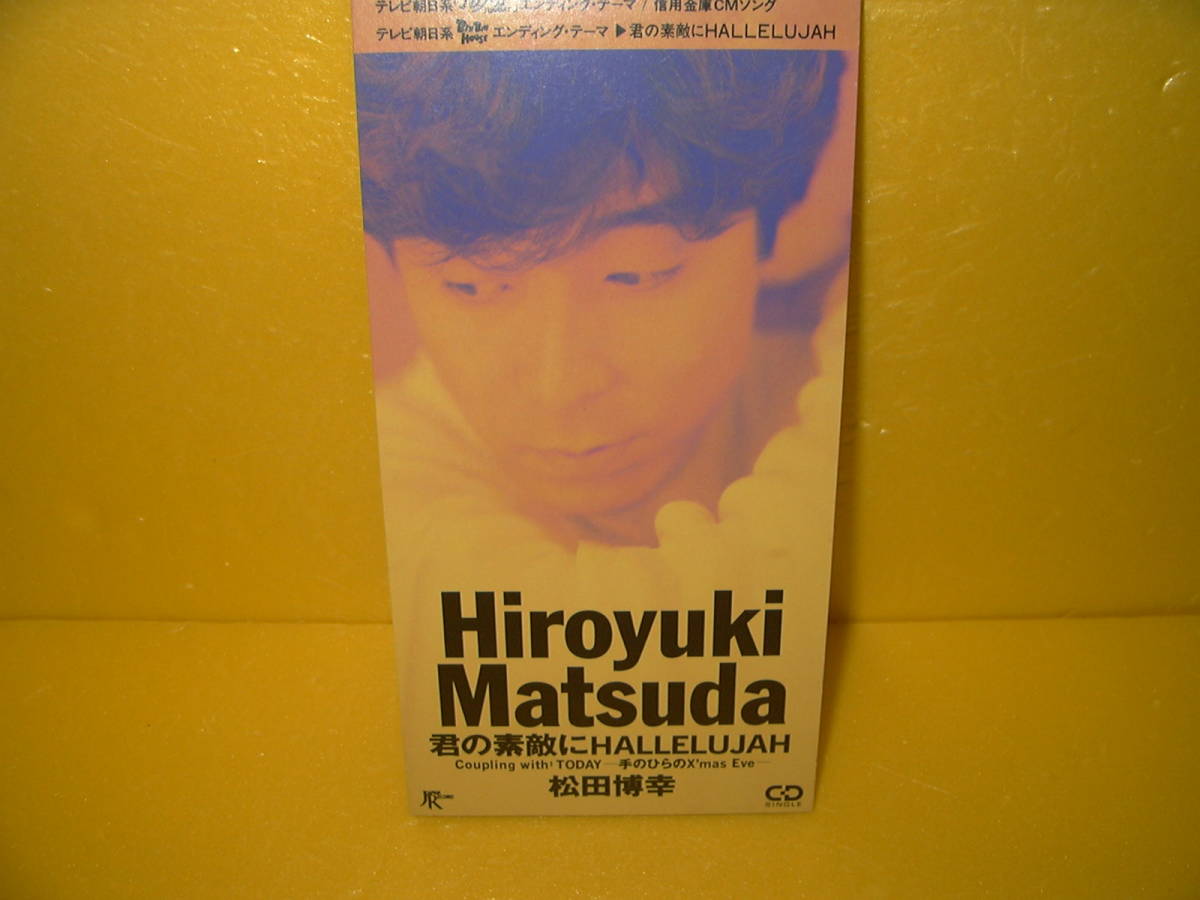 テレビ朝日系 エンディング・テーマ / 信用金庫CMソング
テレビ朝日系 HOUSE エンディング・テーマ ▶ 君の素敵にHALLELUJAH
Hiroyuki
Matsuda
君の素敵にHALLELUJAH
Coupling with: TODAY —手のひらのX'mas Eve—
松田博幸
CD
SINGLE